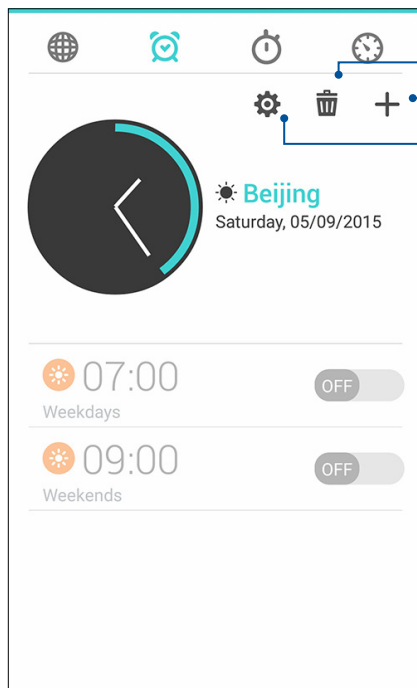 Beijing
Saturday, 05/09/2015
07:00
OFF
Weekdays
09:00
OFF
Weekends